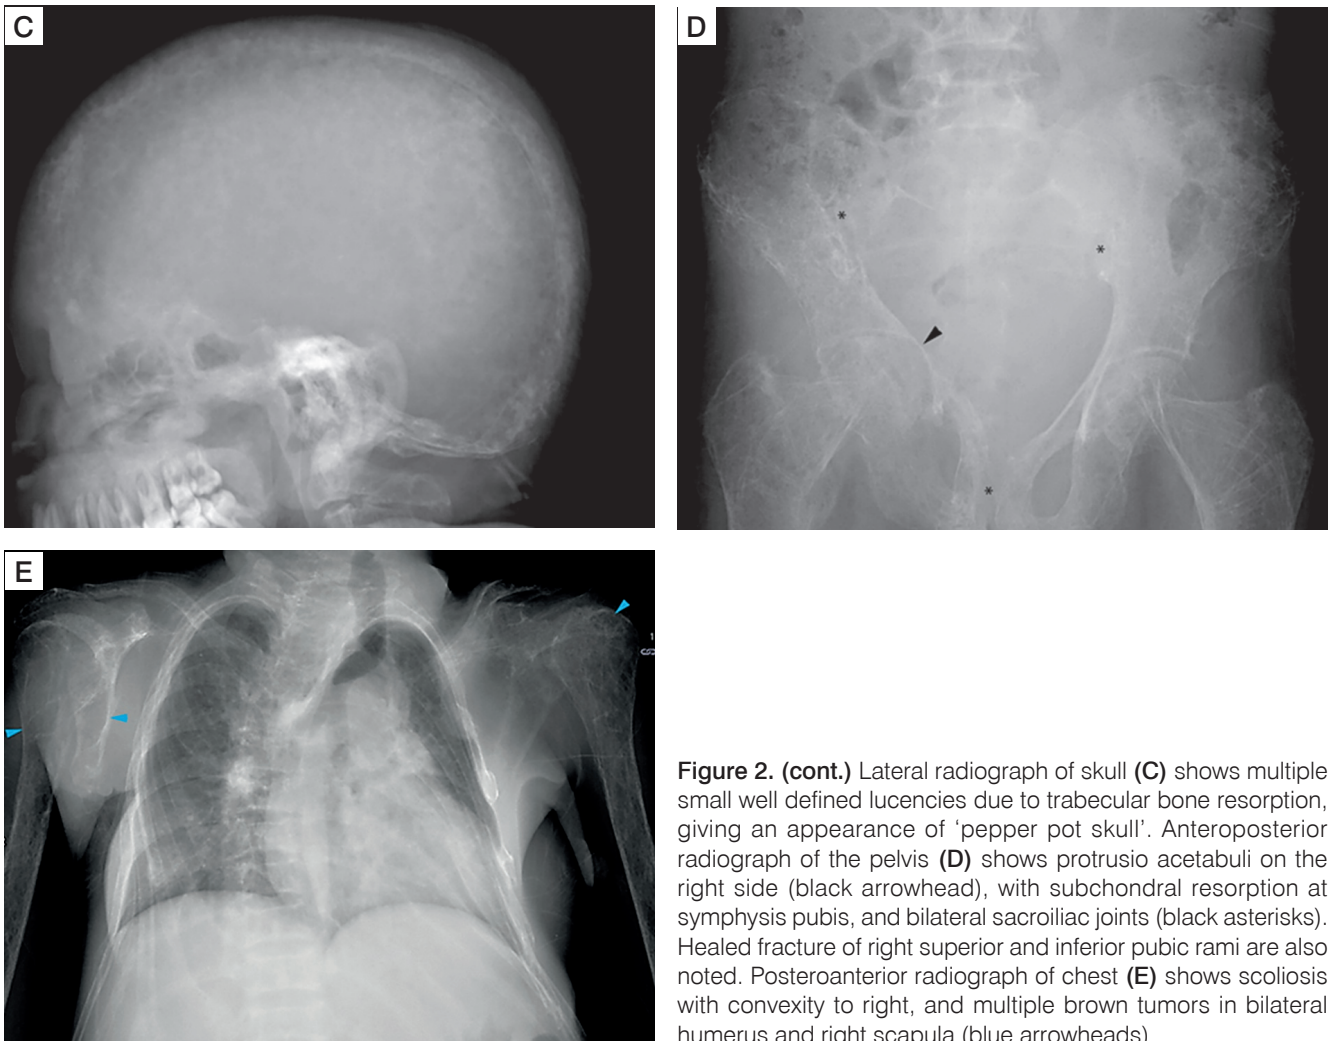 C
D
*
*
*
E
1
Figure 2. (cont.) Lateral radiograph of skull (C) shows multiple
small well defined lucencies due to trabecular bone resorption,
giving an appearance of ‘pepper pot skull’. Anteroposterior
radiograph of the pelvis (D) shows protrusio acetabuli on the
right side (black arrowhead), with subchondral resorption at
symphysis pubis, and bilateral sacroiliac joints (black asterisks).
Healed fracture of right superior and inferior pubic rami are also
noted. Posteroanterior radiograph of chest (E) shows scoliosis
with convexity to right, and multiple brown tumors in bilateral
humerus and right scapula (blue arrowheads)